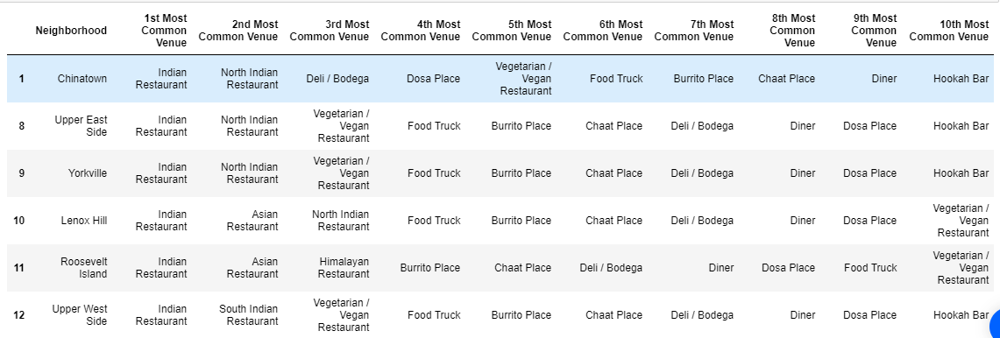 Neighborhood 1st Most Common Venue 2nd Most Common Venue 3rd Most Common Venue 4th Most Common Venue 5th Most Common Venue 6th Most Common Venue 7th Most Common Venue 8th Most Common Venue 9th Most Common Venue 10th Most Common Venue
1 Chinatown Indian Restaurant North Indian Restaurant Deli / Bodega Dosa Place Vegetarian / Vegan Restaurant Food Truck Burrito Place Chaat Place Diner Hookah Bar
8 Upper East Side Indian Restaurant North Indian Restaurant Vegetarian / Vegan Restaurant Food Truck Burrito Place Chaat Place Deli / Bodega Diner Dosa Place Hookah Bar
9 Yorkville Indian Restaurant North Indian Restaurant Vegetarian / Vegan Restaurant Food Truck Burrito Place Chaat Place Deli / Bodega Diner Dosa Place Hookah Bar
10 Lenox Hill Indian Restaurant Asian Restaurant North Indian Restaurant Food Truck Burrito Place Chaat Place Deli / Bodega Diner Dosa Place Vegetarian / Vegan Restaurant
11 Roosevelt Island Indian Restaurant Asian Restaurant Himalayan Restaurant Burrito Place Chaat Place Deli / Bodega Diner Dosa Place Food Truck Vegetarian / Vegan Restaurant
12 Upper West Side Indian Restaurant South Indian Restaurant Vegetarian / Vegan Restaurant Food Truck Burrito Place Chaat Place Deli / Bodega Diner Dosa Place Hookah Bar